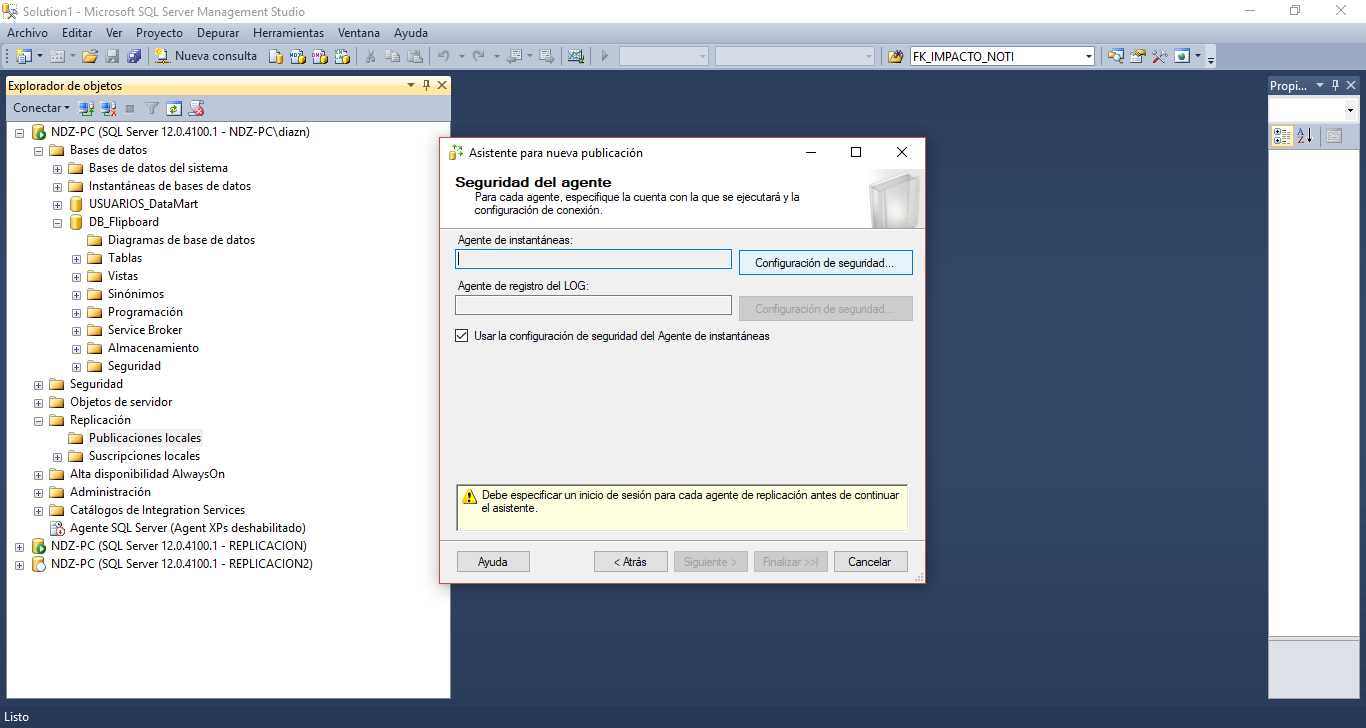 Solution1 - Microsoft SQL Server Management Studio
Archivo Editar Ver Proyecto Depurar Herramientas Ventana Ayuda
Nueva consulta FK_IMPACTO_NOTI
Explorador de objetos
Conectar
NDZ-PC (SQL Server 12.0.4100.1 - NDZ-PC\diazn)
Bases de datos
Bases de datos del sistema
Instantáneas de bases de datos
USUARIOS_DataMart
DB_Flipboard
Diagramas de base de datos
Tablas
Vistas
Sinónimos
Programación
Service Broker
Almacenamiento
Seguridad
Seguridad
Objetos de servidor
Replicación
Publicaciones locales
Suscripciones locales
Alta disponibilidad AlwaysOn
Administración
Catálogos de Integration Services
Agente SQL Server (Agent XPs deshabilitado)
NDZ-PC (SQL Server 12.0.4100.1 - REPLICACION)
NDZ-PC (SQL Server 12.0.4100.1 - REPLICACION2)
Asistente para nueva publicación
Seguridad del agente
Para cada agente, especifique la cuenta con la que se ejecutará y la
configuración de conexión.
Agente de instantáneas:
Configuración de seguridad...
Agente de registro del LOG:
Configuración de seguridad...
Usar la configuración de seguridad del Agente de instantáneas
Debe especificar un inicio de sesión para cada agente de replicación antes de continuar
el asistente.
Ayuda < Atrás Siguiente > Finalizar >>| Cancelar
Propi...
Listo